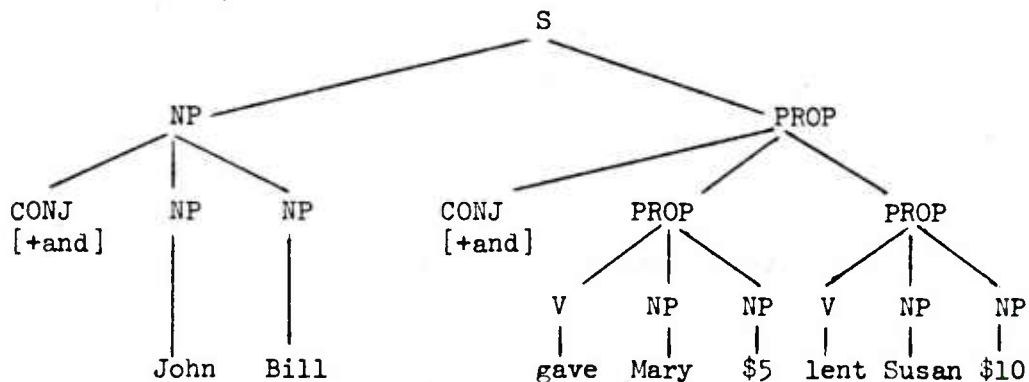 S
NP PROP
CONJ NP NP CONJ PROP PROP
[+and] [+and]
V NP NP V NP NP
John Bill gave Mary $5 lent Susan $10